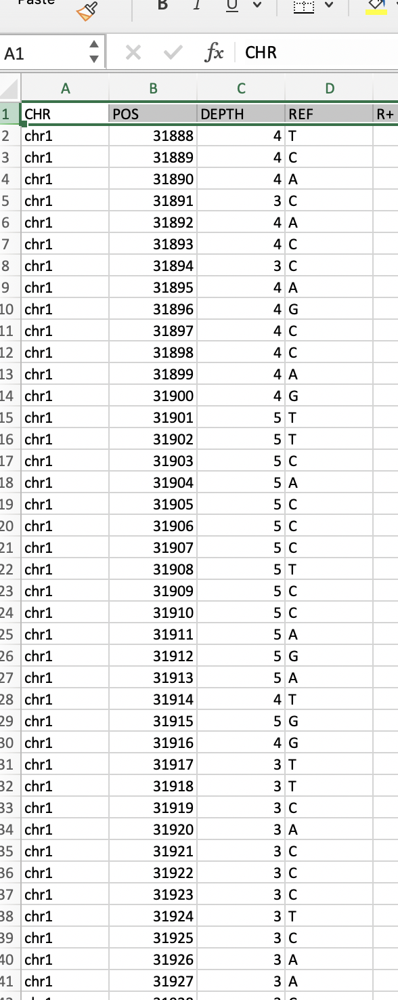 Paste B I U
A1 fx CHR
A B C D
1 CHR POS DEPTH REF R+
2 chr1 31888 4 T
3 chr1 31889 4 C
4 chr1 31890 4 A
5 chr1 31891 3 C
6 chr1 31892 4 A
7 chr1 31893 4 C
8 chr1 31894 3 C
9 chr1 31895 4 A
10 chr1 31896 4 G
11 chr1 31897 4 C
12 chr1 31898 4 C
13 chr1 31899 4 A
14 chr1 31900 4 G
15 chr1 31901 5 T
16 chr1 31902 5 T
17 chr1 31903 5 C
18 chr1 31904 5 A
19 chr1 31905 5 C
20 chr1 31906 5 C
21 chr1 31907 5 C
22 chr1 31908 5 T
23 chr1 31909 5 C
24 chr1 31910 5 C
25 chr1 31911 5 A
26 chr1 31912 5 G
27 chr1 31913 5 A
28 chr1 31914 4 T
29 chr1 31915 5 G
30 chr1 31916 4 G
31 chr1 31917 3 T
32 chr1 31918 3 T
33 chr1 31919 3 C
34 chr1 31920 3 A
35 chr1 31921 3 C
36 chr1 31922 3 C
37 chr1 31923 3 C
38 chr1 31924 3 T
39 chr1 31925 3 C
40 chr1 31926 3 A
41 chr1 31927 3 A